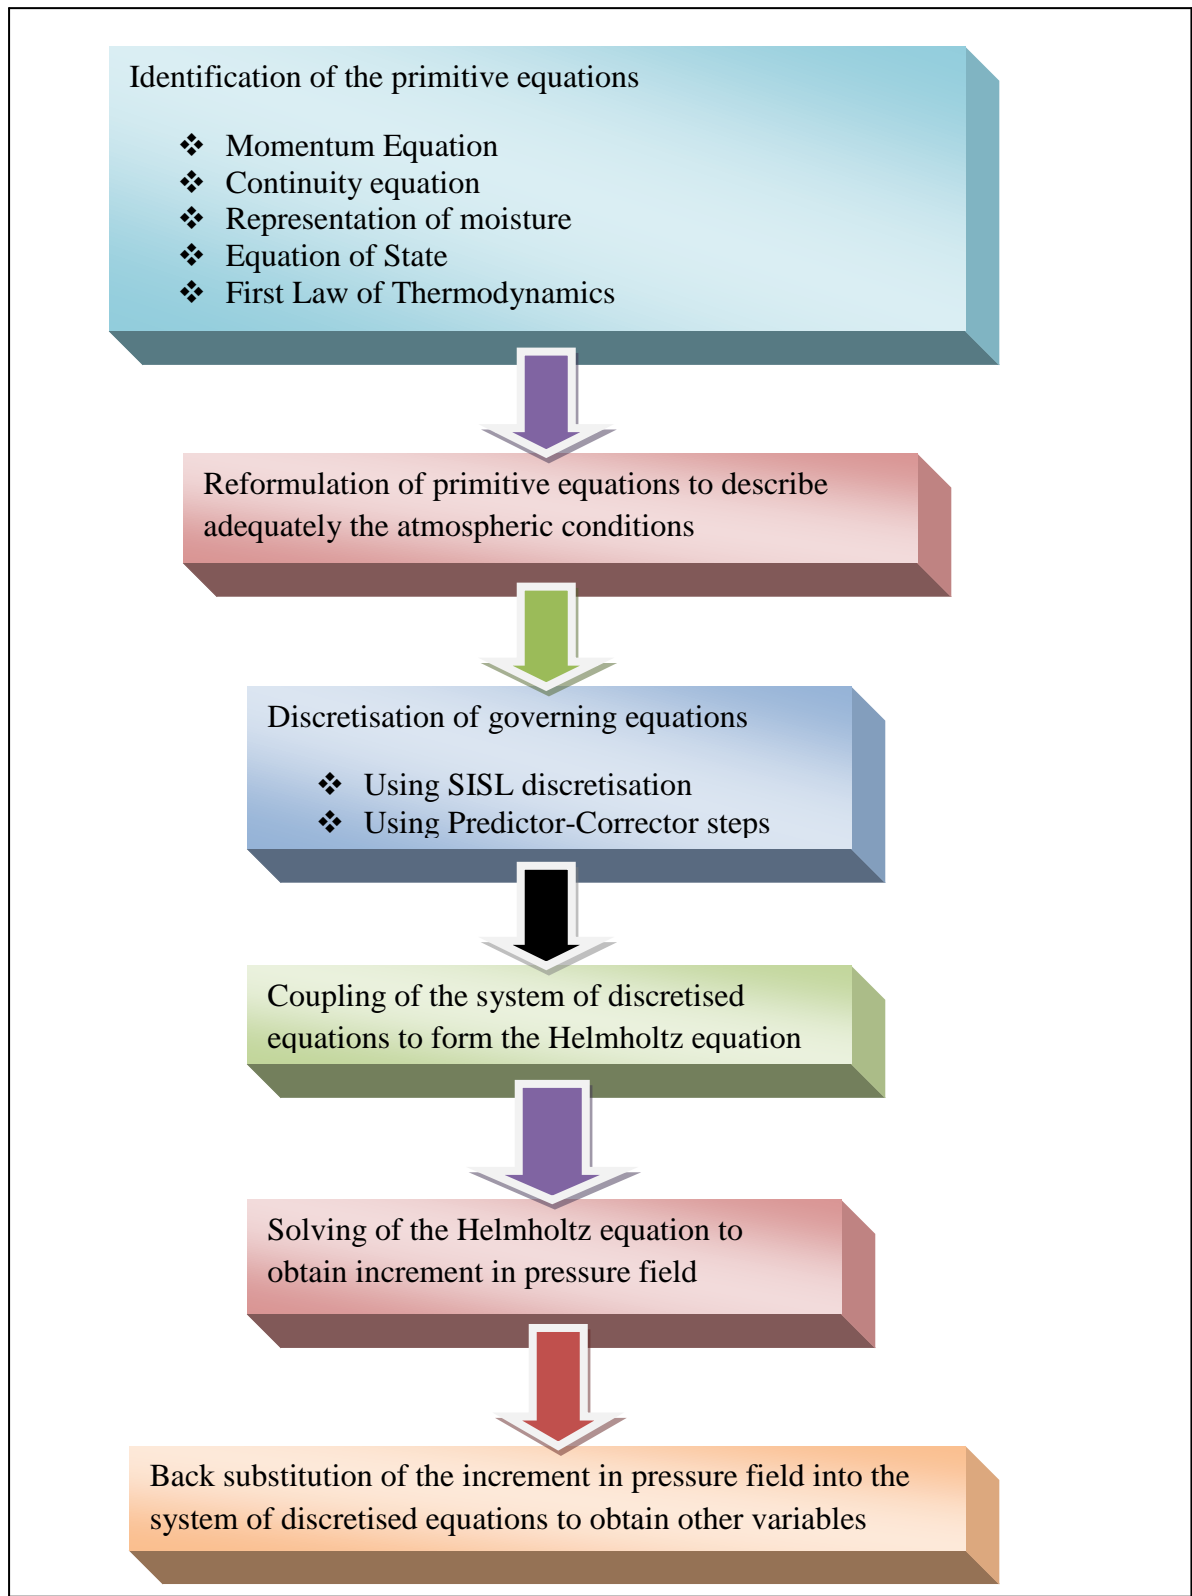 Identification of the primitive equations
❖ Momentum Equation
❖ Continuity equation
❖ Representation of moisture
❖ Equation of State
❖ First Law of Thermodynamics
Reformulation of primitive equations to describe
adequately the atmospheric conditions
Discretisation of governing equations
❖ Using SISL discretisation
❖ Using Predictor-Corrector steps
Coupling of the system of discretised
equations to form the Helmholtz equation
Solving of the Helmholtz equation to
obtain increment in pressure field
Back substitution of the increment in pressure field into the
system of discretised equations to obtain other variables